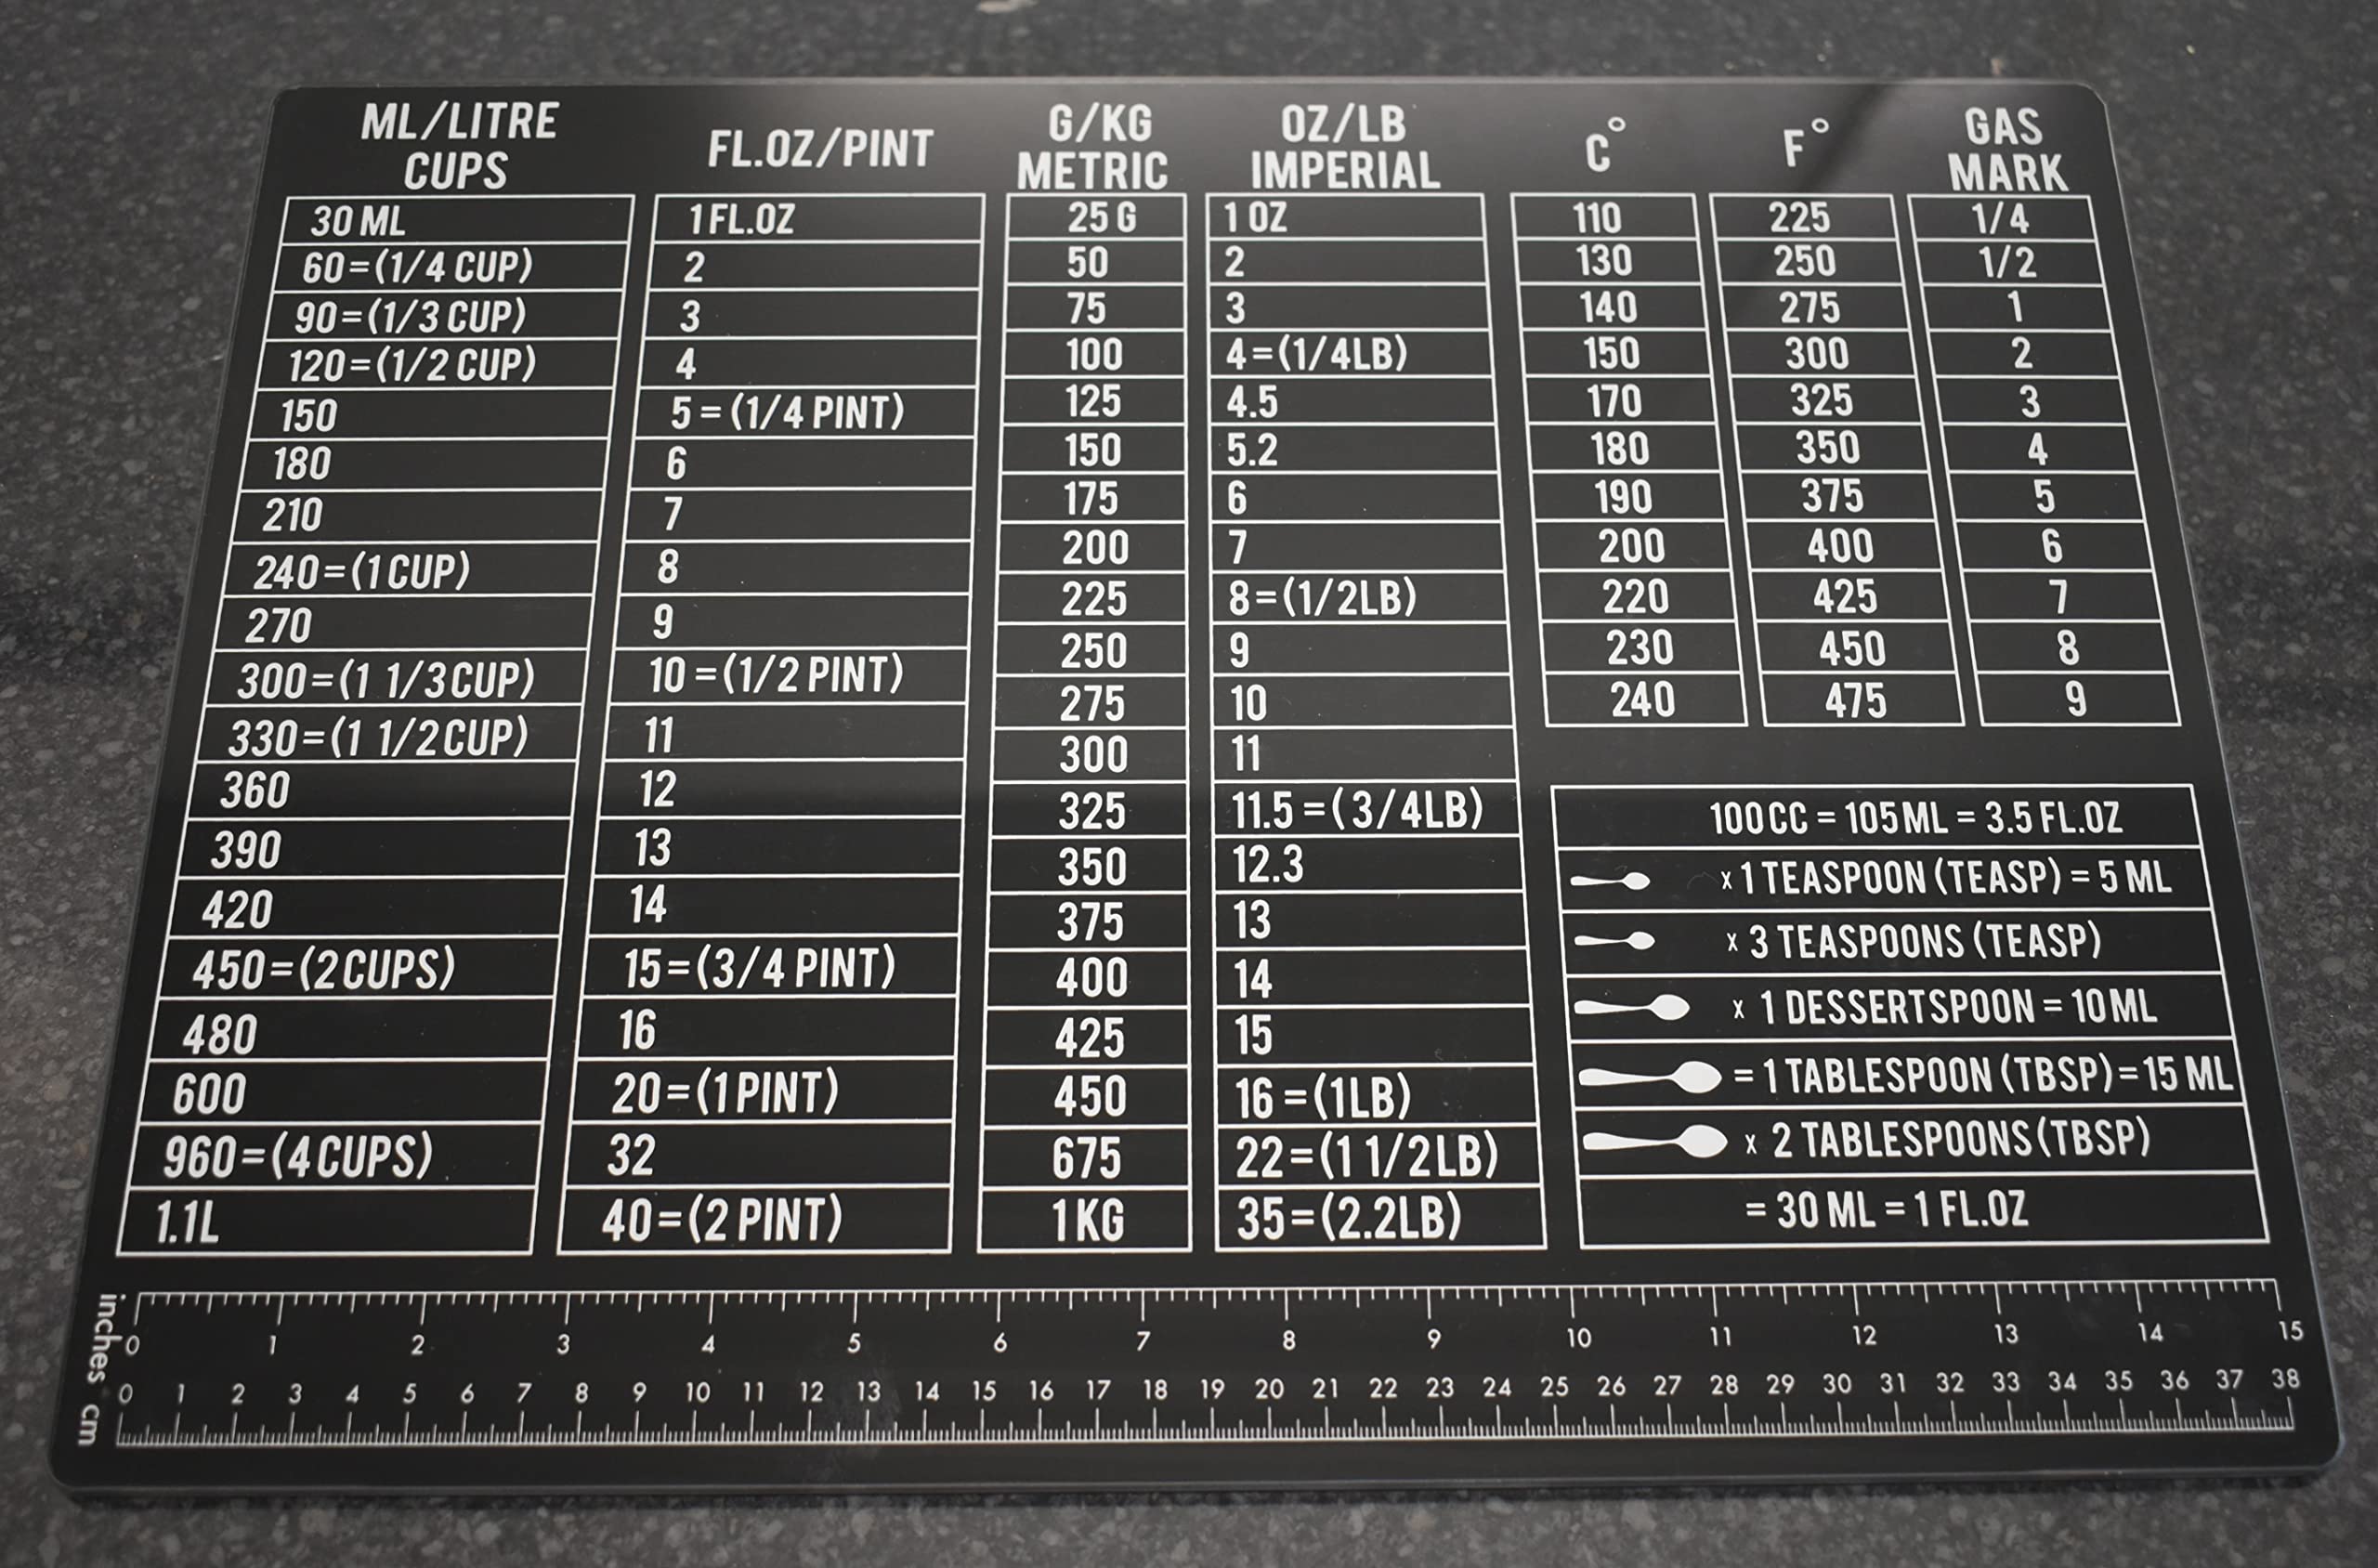 ML/LITRE
CUPS
30 ML
60=(1/4 CUP)
90=(1/3 CUP)
120=(1/2 CUP)
150
180
210
240=(1 CUP)
270
300=(1 1/3 CUP)
330=(1 1/2 CUP)
360
390
420
450=(2 CUPS)
480
600
960=(4 CUPS)
1.1L
FL.OZ/PINT
1 FL.OZ
2
3
4
5 = (1/4 PINT)
6
7
8
9
10 = (1/2 PINT)
11
12
13
14
15=(3/4 PINT)
16
20=(1 PINT)
32
40=(2 PINT)
G/KG
METRIC
25 G
50
75
100
125
150
175
200
225
250
275
300
325
350
375
400
425
450
675
1 KG
OZ/LB
IMPERIAL
1 OZ
2
3
4=(1/4LB)
4.5
5.2
6
7
8=(1/2LB)
9
10
11
11.5=(3/4LB)
12.3
13
14
15
16=(1LB)
22=(1 1/2LB)
35=(2.2LB)
C°
110
130
140
150
170
180
190
200
220
230
240
F°
225
250
275
300
325
350
375
400
425
450
475
GAS
MARK
1/4
1/2
1
2
3
4
5
6
7
8
9
100 CC = 105 ML = 3.5 FL.OZ
x 1 TEASPOON (TEASP) = 5 ML
x 3 TEASPOONS (TEASP)
x 1 DESSERTSPOON = 10 ML
= 1 TABLESPOON (TBSP) = 15 ML
x 2 TABLESPOONS (TBSP)
= 30 ML = 1 FL.OZ
inches
0 1 2 3 4 5 6 7 8 9 10 11 12 13 14 15
0 1 2 3 4 5 6 7 8 9 10 11 12 13 14 15 16 17 18 19 20 21 22 23 24 25 26 27 28 29 30 31 32 33 34 35 36 37 38
cm